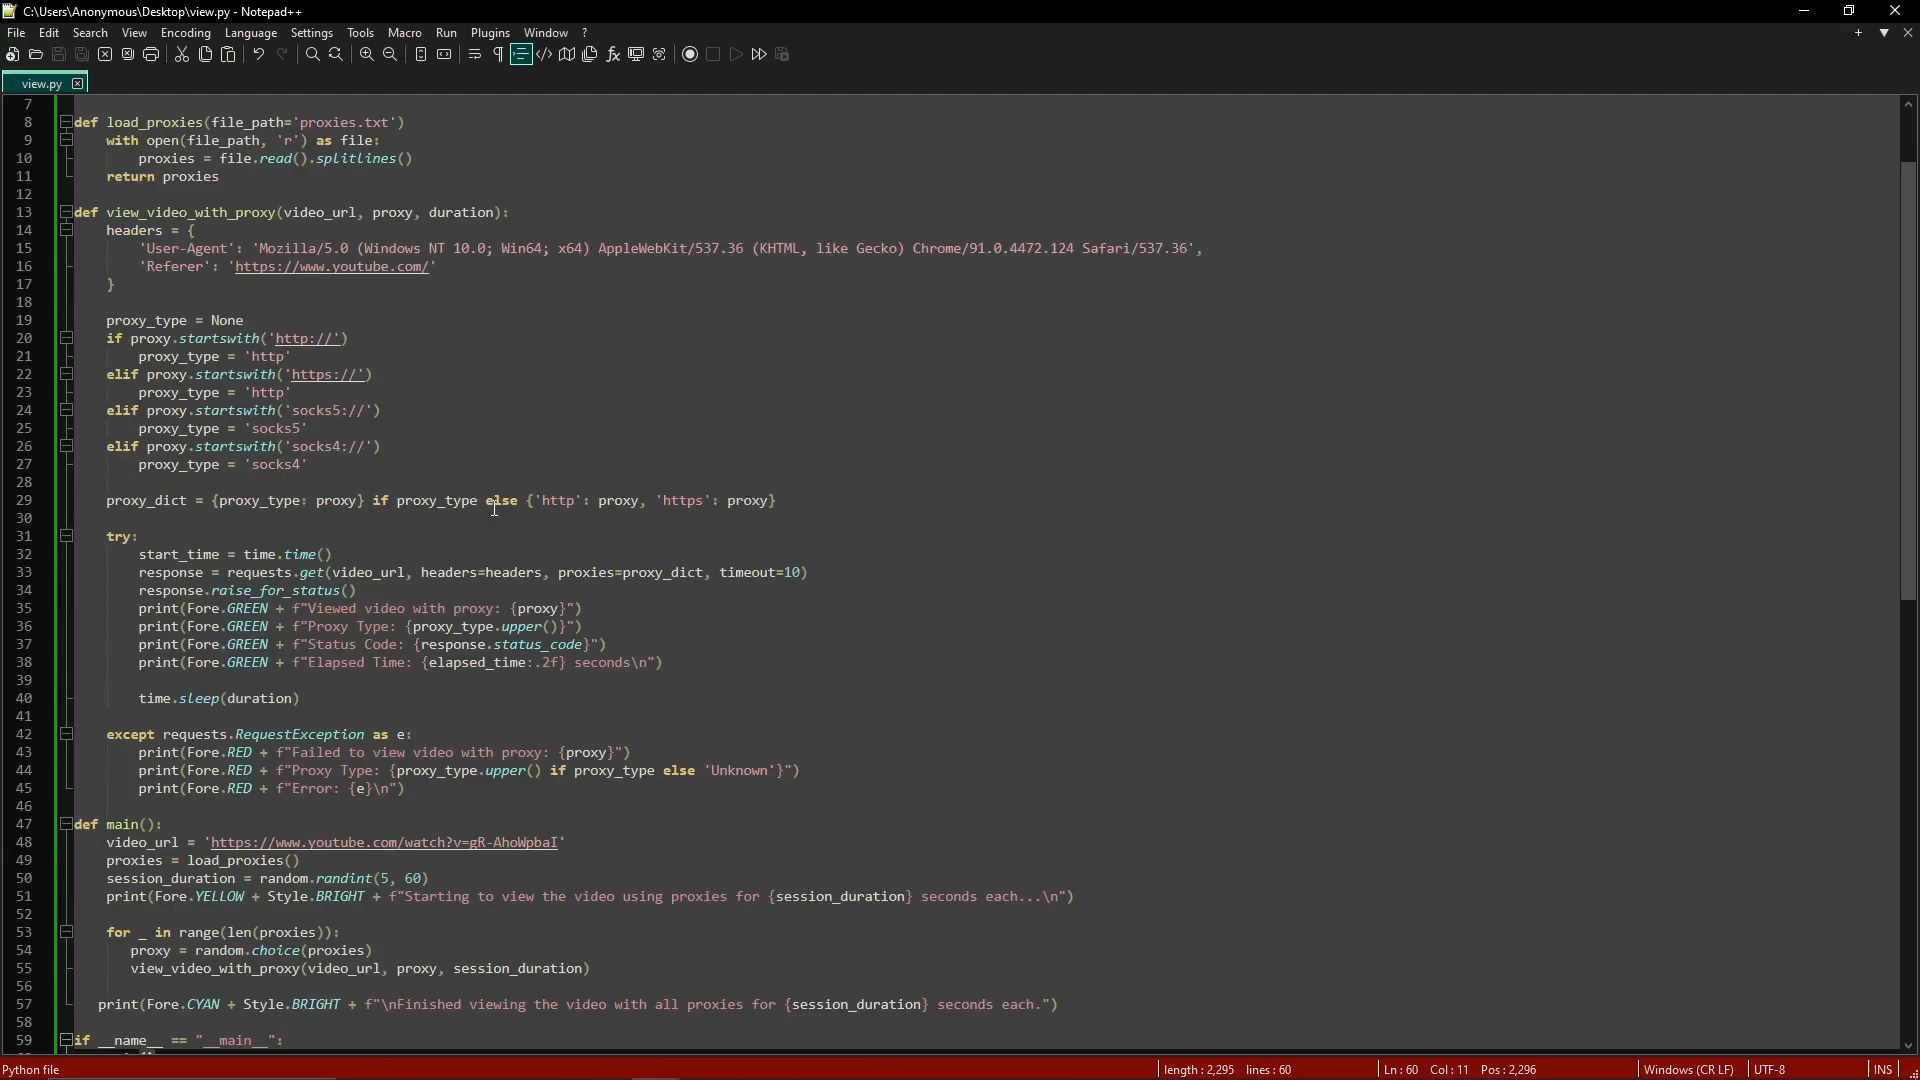 C:\Users\Anonymous\Desktop\view.py - Notepad++
File Edit Search View Encoding Language Settings Tools Macro Run Plugins Window ?
view.py
7
8 def load_proxies(file_path='proxies.txt')
9 with open(file_path, 'r') as file:
10 proxies = file.read().splitlines()
11 return proxies
12
13 def view_video_with_proxy(video_url, proxy, duration):
14 headers = {
15 'User-Agent': 'Mozilla/5.0 (Windows NT 10.0; Win64; x64) AppleWebKit/537.36 (KHTML, like Gecko) Chrome/91.0.4472.124 Safari/537.36',
16 'Referer': 'https://www.youtube.com/'
17 }
18
19 proxy_type = None
20 if proxy.startswith('http://')
21 proxy_type = 'http'
22 elif proxy.startswith('https://')
23 proxy_type = 'http'
24 elif proxy.startswith('socks5://')
25 proxy_type = 'socks5'
26 elif proxy.startswith('socks4://')
27 proxy_type = 'socks4'
28
29 proxy_dict = {proxy_type: proxy} if proxy_type else {'http': proxy, 'https': proxy}
30
31 try:
32 start_time = time.time()
33 response = requests.get(video_url, headers=headers, proxies=proxy_dict, timeout=10)
34 response.raise_for_status()
35 print(Fore.GREEN + f"Viewed video with proxy: {proxy}")
36 print(Fore.GREEN + f"Proxy Type: {proxy_type.upper()}")
37 print(Fore.GREEN + f"Status Code: {response.status_code}")
38 print(Fore.GREEN + f"Elapsed Time: {elapsed_time:.2f} seconds\n")
39
40 time.sleep(duration)
41
42 except requests.RequestException as e:
43 print(Fore.RED + f"Failed to view video with proxy: {proxy}")
44 print(Fore.RED + f"Proxy Type: {proxy_type.upper() if proxy_type else 'Unknown'}")
45 print(Fore.RED + f"Error: {e}\n")
46
47 def main():
48 video_url = 'https://www.youtube.com/watch?v=gR-AhoWpbaI'
49 proxies = load_proxies()
50 session_duration = random.randint(5, 60)
51 print(Fore.YELLOW + Style.BRIGHT + f"Starting to view the video using proxies for {session_duration} seconds each...\n")
52
53 for _ in range(len(proxies)):
54 proxy = random.choice(proxies)
55 view_video_with_proxy(video_url, proxy, session_duration)
56
57 print(Fore.CYAN + Style.BRIGHT + f"\nFinished viewing the video with all proxies for {session_duration} seconds each.")
58
59 if __name__ == "__main__":
Python file length : 2,295 lines : 60 Ln : 60 Col : 11 Pos : 2,296 Windows (CR LF) UTF-8 INS